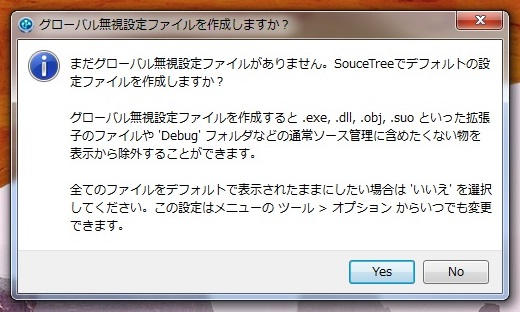 グローバル無視設定ファイルを作成しますか？
まだグローバル無視設定ファイルがありません。SouceTreeでデフォルトの設
定ファイルを作成しますか？
グローバル無視設定ファイルを作成すると .exe, .dll, .obj, .suo といった拡張
子のファイルや 'Debug' フォルダなどの通常ソース管理に含めたくない物を
表示から除外することができます。
全てのファイルをデフォルトで表示されたままにしたい場合は 'いいえ' を選択
してください。この設定はメニューの ツール > オプション からいつでも変更
できます。
Yes
No